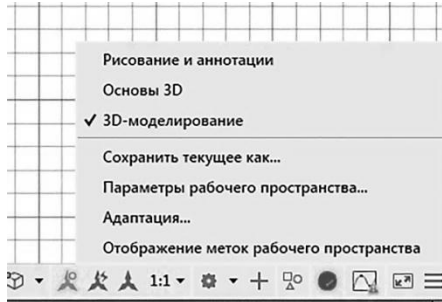 Рисование и аннотации
Основы 3D
✓ 3D-моделирование
Сохранить текущее как...
Параметры рабочего пространства...
Адаптация...
Отображение меток рабочего пространства
1:1